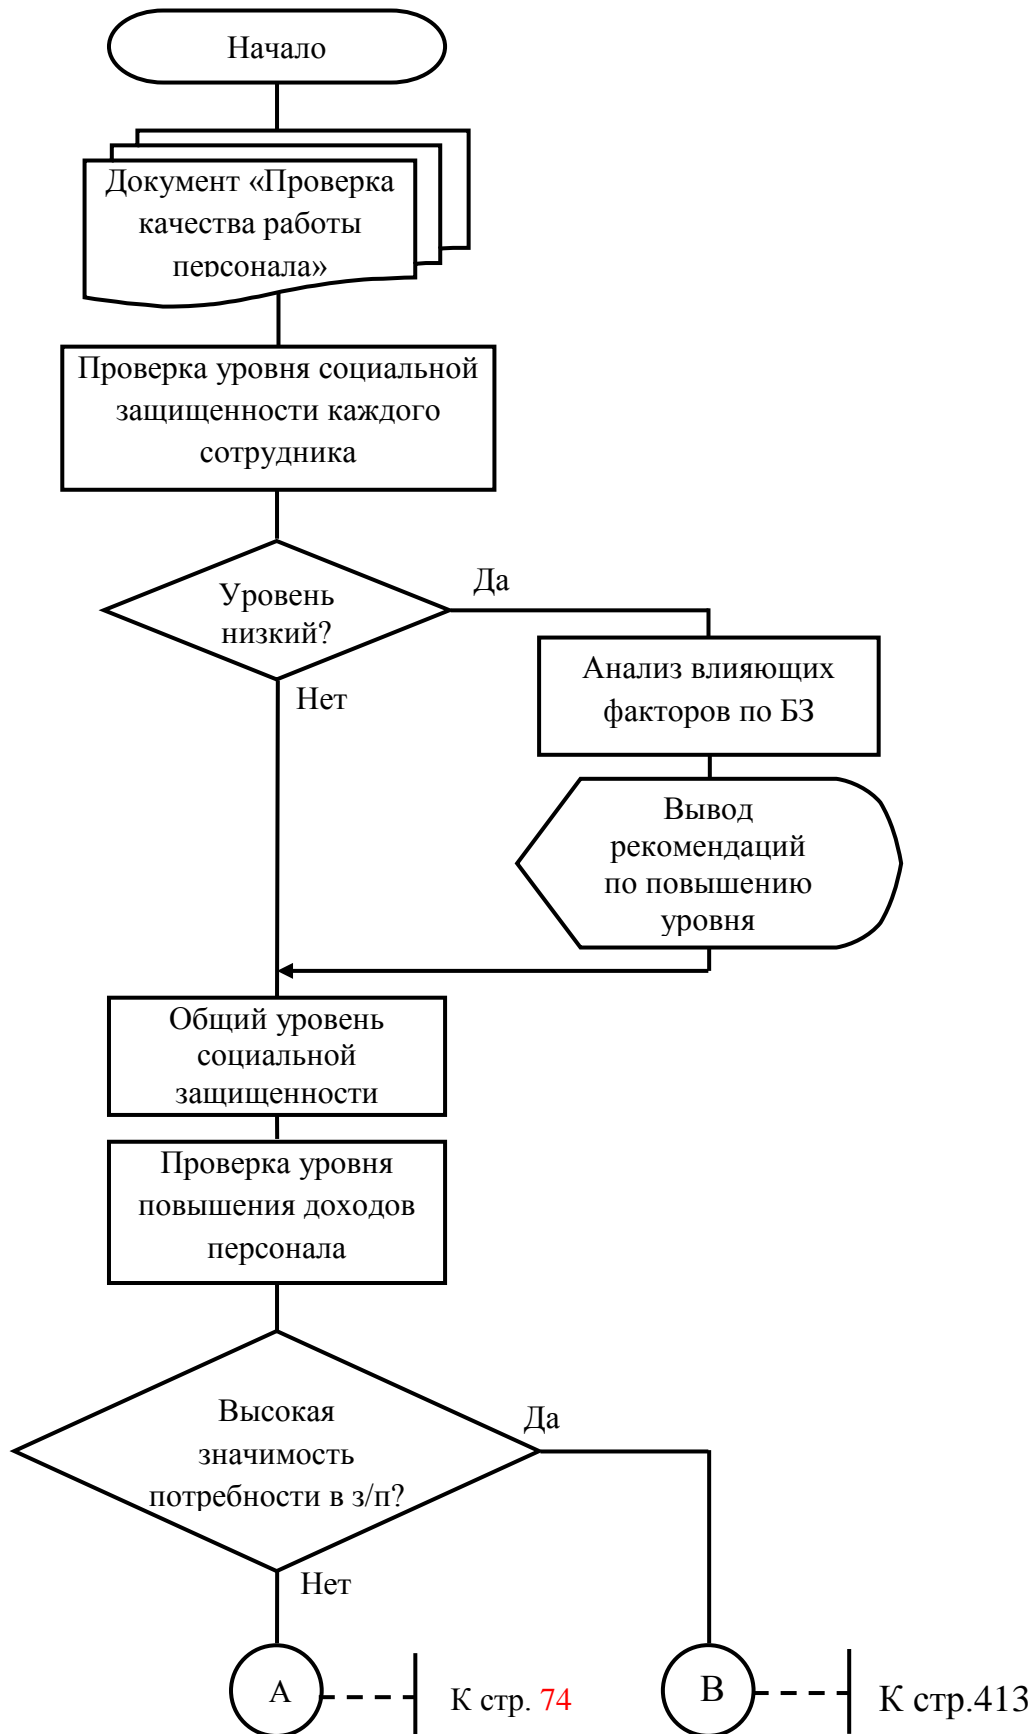 Начало
Документ «Проверка
качества работы
персонала»
Проверка уровня социальной
защищенности каждого
сотрудника
Уровень
низкий?
Да
Нет
Анализ влияющих
факторов по БЗ
Вывод
рекомендаций
по повышению
уровня
Общий уровень
социальной
защищенности
Проверка уровня
повышения доходов
персонала
Высокая
значимость
потребности в з/п?
Да
Нет
А
К стр. 74
В
К стр.413